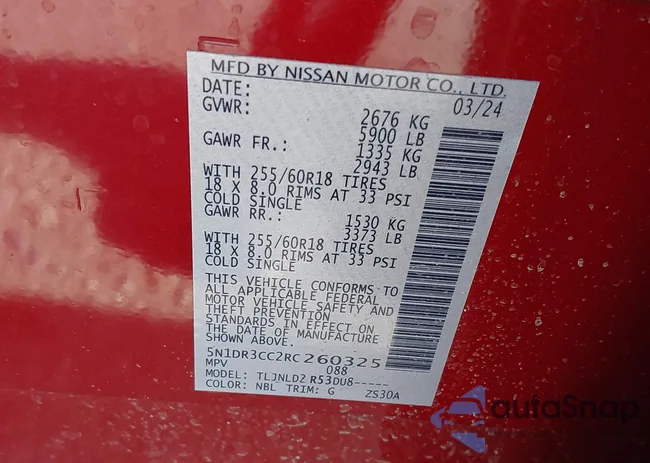 MFD BY NISSAN MOTOR CO., LTD.
DATE: 03/24
GVWR: 2676 KG
5900 LB
GAWR FR.: 1335 KG
2943 LB
WITH 255/60R18 TIRES
18 X 8.0 RIMS AT 33 PSI
COLD SINGLE
GAWR RR.: 1530 KG
3373 LB
WITH 255/60R18 TIRES
18 X 8.0 RIMS AT 33 PSI
COLD SINGLE
THIS VEHICLE CONFORMS TO
ALL APPLICABLE FEDERAL
MOTOR VEHICLE SAFETY AND
THEFT PREVENTION
STANDARDS IN EFFECT ON
THE DATE OF MANUFACTURE
SHOWN ABOVE.
5N1DR3CC2RC260325
MPV 088
MODEL: TLJNLD2 R53DU8-----
COLOR: NBL TRIM: G ZS30A
autoSnap